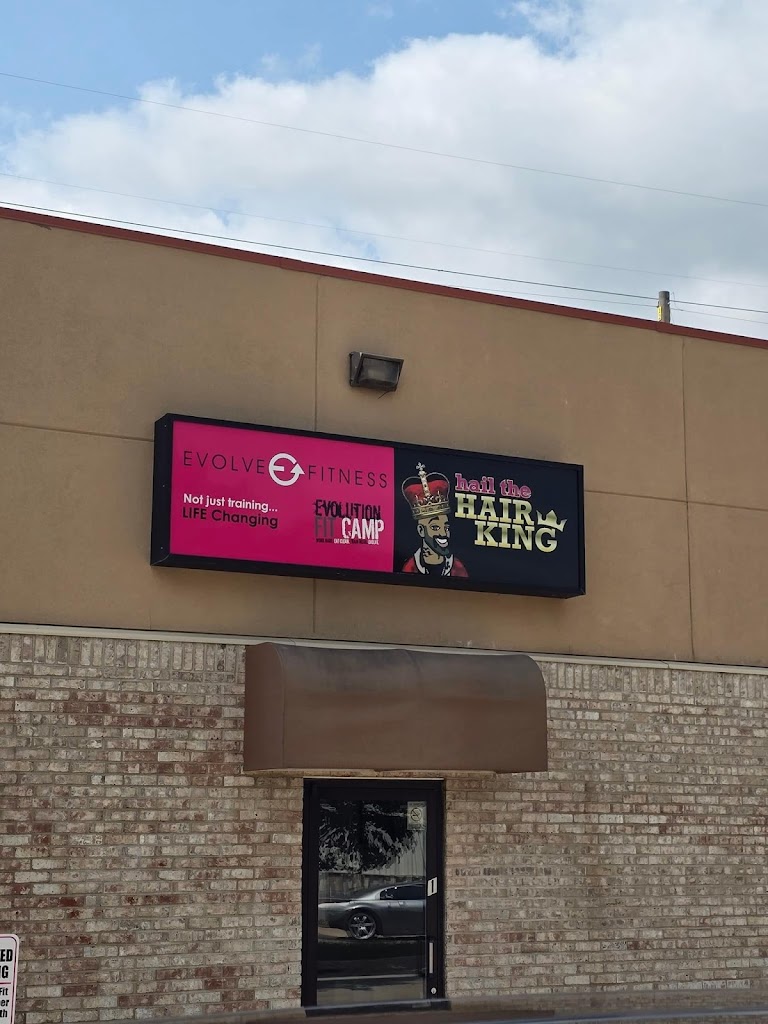 EVOLVE FITNESS
Not just training...
LIFE Changing
EVOLUTION
FIT CAMP
hail the
HAIR
KING